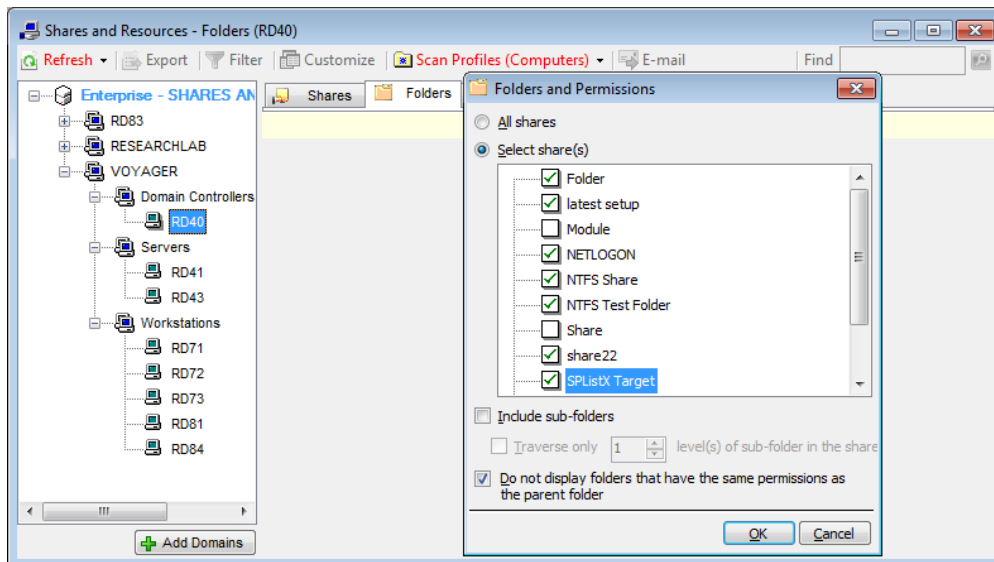 Shares and Resources - Folders (RD40)
Refresh Export Filter Customize Scan Profiles (Computers) E-mail Find
Enterprise - SHARES AN
RD83
RESEARCHLAB
VOYAGER
Domain Controllers
RD40
Servers
RD41
RD43
Workstations
RD71
RD72
RD73
RD81
RD84
Add Domains
Shares Folders
Folders and Permissions
All shares
Select share(s)
Folder
latest setup
Module
NETLOGON
NTFS Share
NTFS Test Folder
Share
share22
SPListX Target
Include sub-folders
Traverse only 1 level(s) of sub-folder in the share
Do not display folders that have the same permissions as
the parent folder
OK Cancel